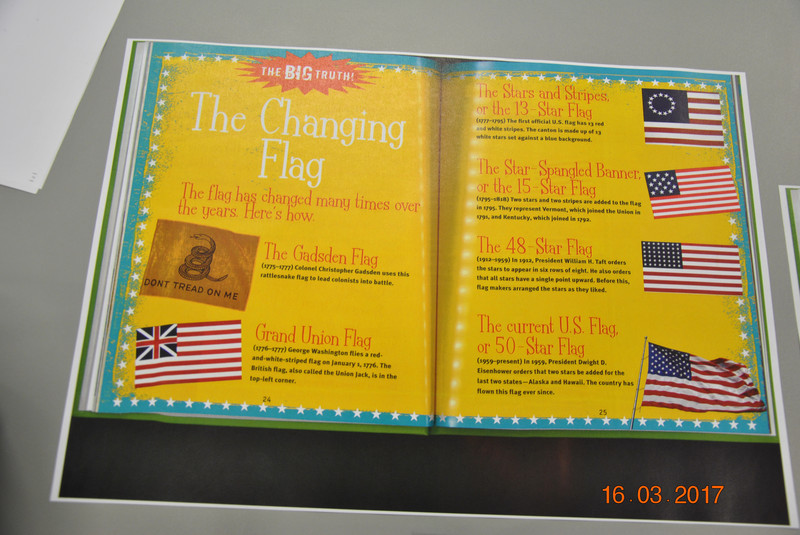 THE BIG TRUTH!
The Changing
Flag
The flag has changed many times over
the years. Here's how.
DONT TREAD ON ME
The Gadsden Flag
(1775–1777) Colonel Christopher Gadsden uses this
rattlesnake flag to lead colonists into battle.
Grand Union Flag
(1776–1777) George Washington flies a red-
and-white-striped flag on January 1, 1776. The
British flag, also called the Union Jack, is in the
top-left corner.
24
The Stars and Stripes,
or the 13-Star Flag
(1777–1795) The first official U.S. flag has 13 red
and white stripes. The canton is made up of 13
white stars set against a blue background.
The Star-Spangled Banner,
or the 15-Star Flag
(1795–1818) Two stars and two stripes are added to the flag
in 1795. They represent Vermont, which joined the Union in
1791, and Kentucky, which joined in 1792.
The 48-Star Flag
(1912–1959) In 1912, President William H. Taft orders
the stars to appear in six rows of eight. He also orders
that all stars have a single point upward. Before this,
flag makers arranged the stars as they liked.
The current U.S. Flag,
or 50-Star Flag
(1959–present) In 1959, President Dwight D.
Eisenhower orders that two stars be added for the
last two states—Alaska and Hawaii. The country has
flown this flag ever since.
25
16.03.2017